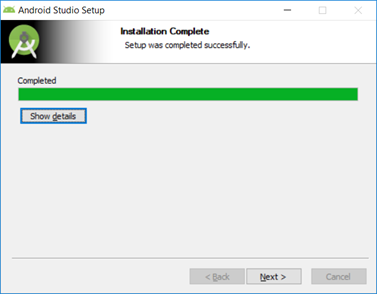 Android Studio Setup
Installation Complete
Setup was completed successfully.
Completed
Show details
< Back
Next >
Cancel